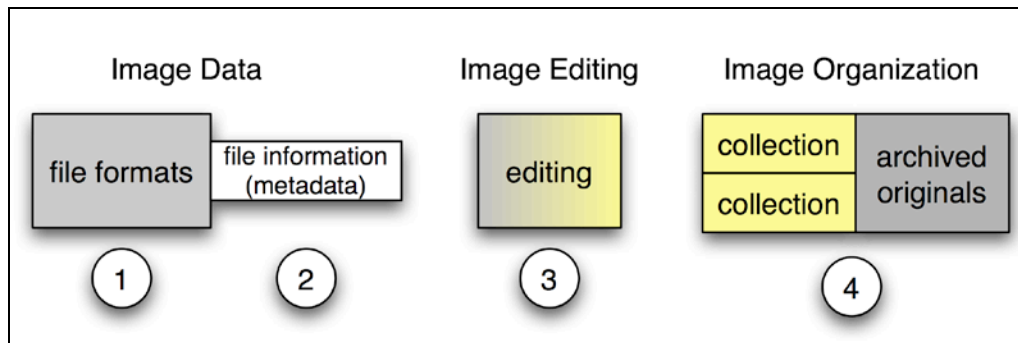 Image Data
Image Editing
Image Organization
file formats
file information
(metadata)
editing
collection
collection
archived
originals
1
2
3
4